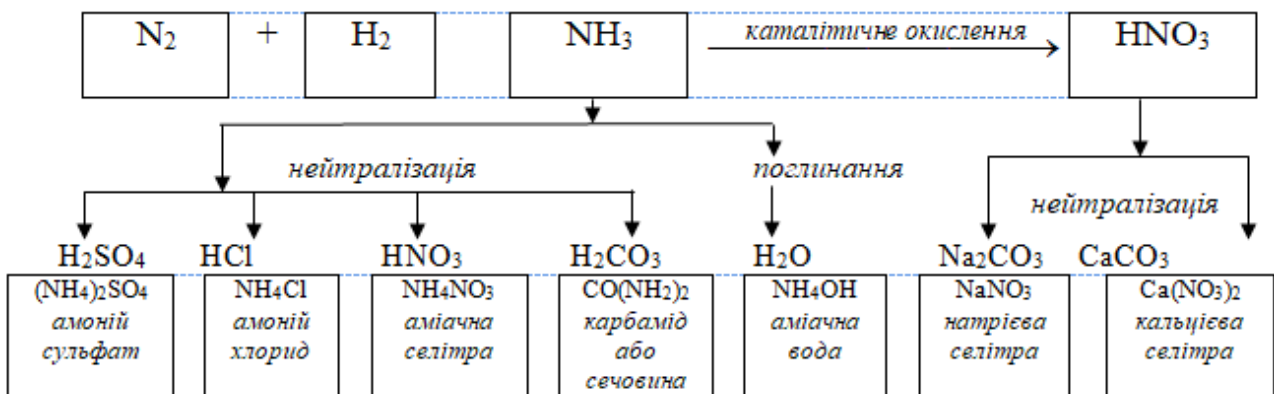 N₂ + H₂ NH₃ каталітичне окислення HNO₃
нейтралізація поглинання
нейтралізація
H₂SO₄ HCl HNO₃ H₂CO₃ H₂O Na₂CO₃ CaCO₃
(NH₄)₂SO₄
амоній
сульфат
NH₄Cl
амоній
хлорид
NH₄NO₃
аміачна
селітра
CO(NH₂)₂
карбамід
або
сечовина
NH₄OH
аміачна
вода
NaNO₃
натрієва
селітра
Ca(NO₃)₂
кальцієва
селітра